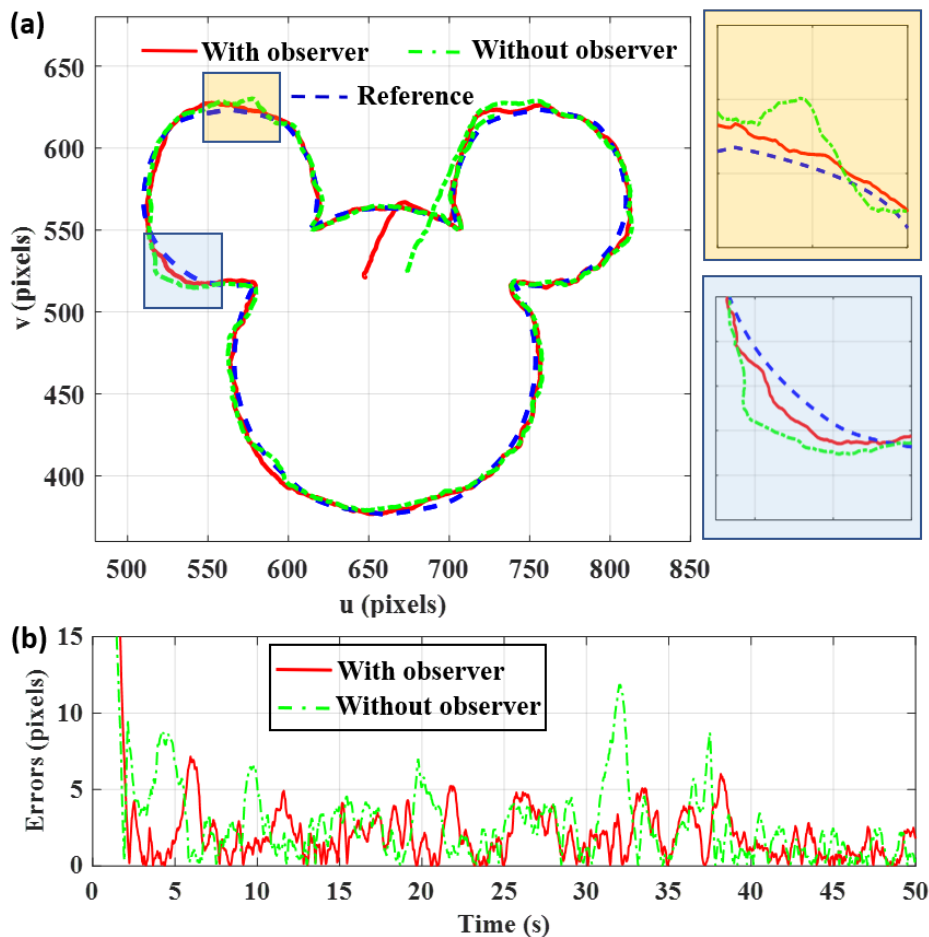 (a)
With observer
Without observer
Reference
650
600
550
500
450
400
v (pixels)
500 550 600 650 700 750 800 850
u (pixels)
(b)
15
10
5
0
Errors (pixels)
With observer
Without observer
0 5 10 15 20 25 30 35 40 45 50
Time (s)